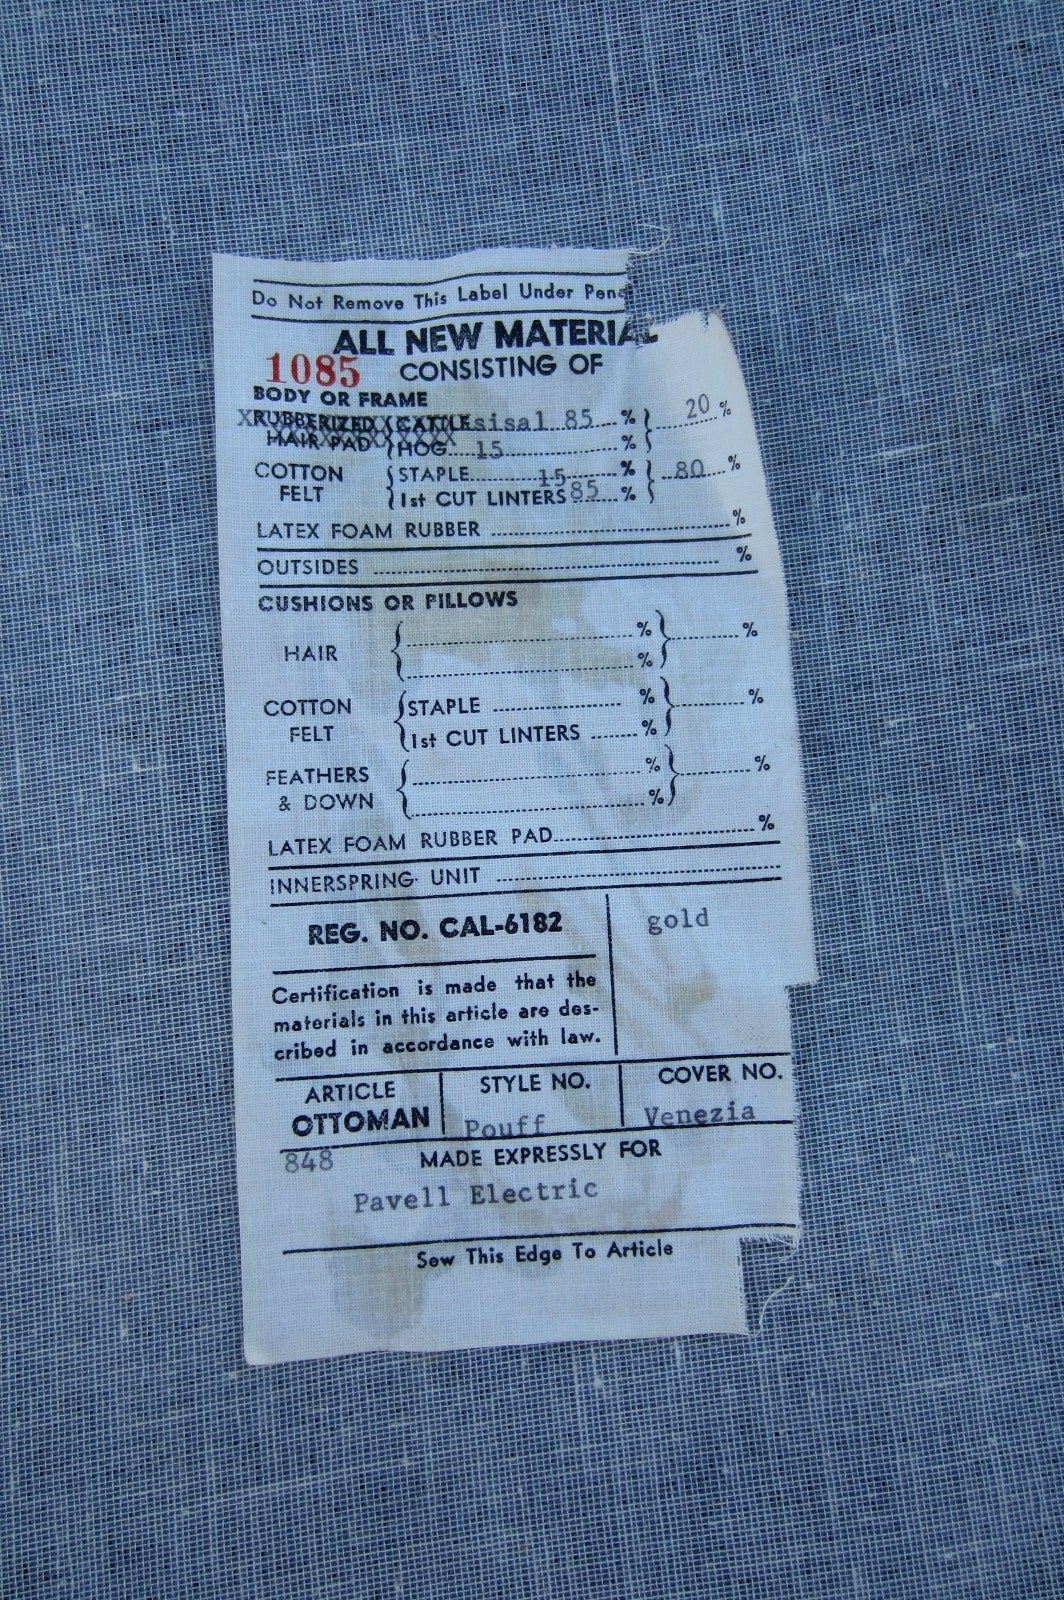 Do Not Remove This Label Under Pena
ALL NEW MATERIAL
1085 CONSISTING OF
BODY OR FRAME
RUBBERIZED CATTLE sisal 85 % 20 %
HAIR PAD HOG 15 %
COTTON FELT STAPLE 15 % 80 %
1st CUT LINTERS 85 %
LATEX FOAM RUBBER %
OUTSIDES %
CUSHIONS OR PILLOWS
HAIR % %
%
COTTON FELT STAPLE % %
1st CUT LINTERS %
FEATHERS & DOWN % %
%
LATEX FOAM RUBBER PAD %
INNERSPRING UNIT
REG. NO. CAL-6182 gold
Certification is made that the
materials in this article are des-
cribed in accordance with law.
ARTICLE STYLE NO. COVER NO.
OTTOMAN Pouff Venezia
848 MADE EXPRESSLY FOR
Pavell Electric
Sew This Edge To Article